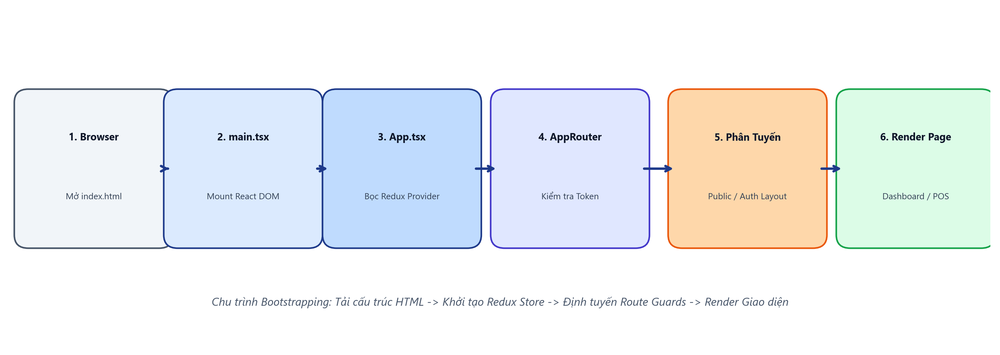 1. Browser
Mở index.html
2. main.tsx
Mount React DOM
3. App.tsx
Bọc Redux Provider
4. AppRouter
Kiểm tra Token
5. Phân Tuyến
Public / Auth Layout
6. Render Page
Dashboard / POS
Chu trình Bootstrapping: Tải cấu trúc HTML -> Khởi tạo Redux Store -> Định tuyến Route Guards -> Render Giao diện